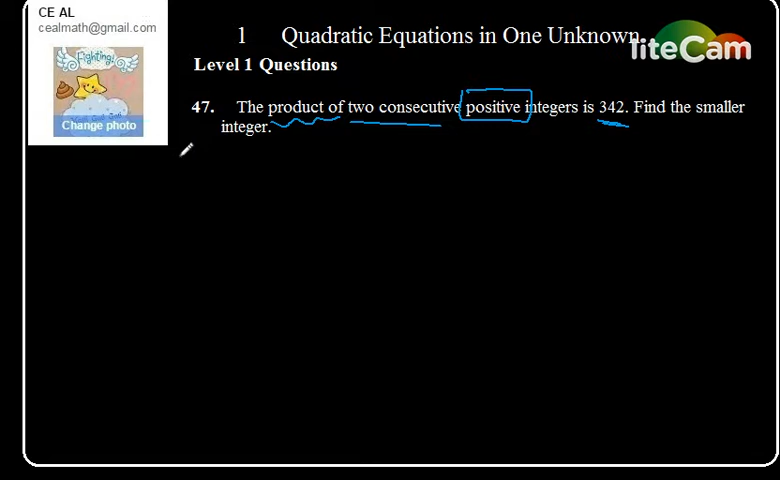 CE AL
cealmath@gmail.com
Fighting!
Change photo
1 Quadratic Equations in One Unknown
liteCam
Level 1 Questions
47. The product of two consecutive positive integers is 342. Find the smaller
integer.